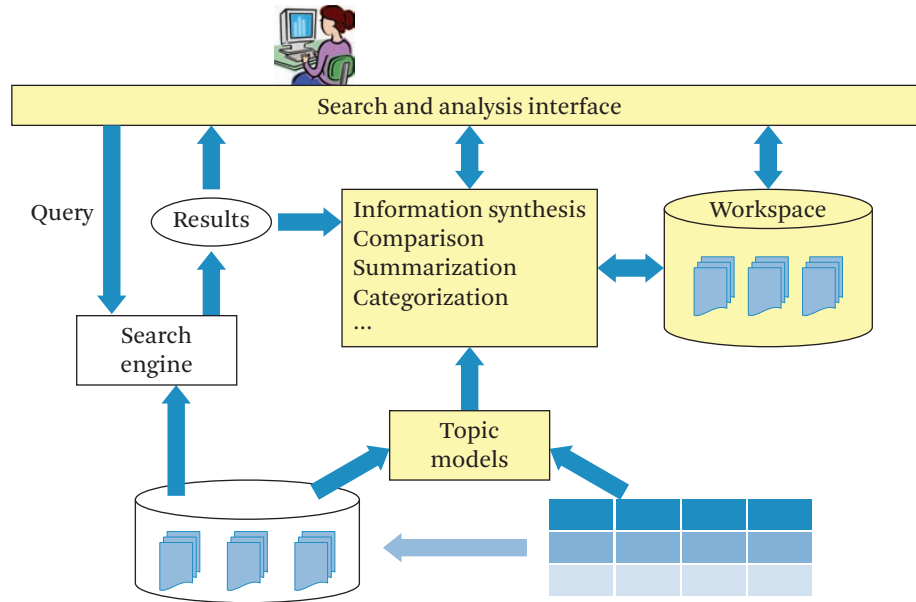 Search and analysis interface
Query
Results
Information synthesis
Comparison
Summarization
Categorization
...
Workspace
Search
engine
Topic
models